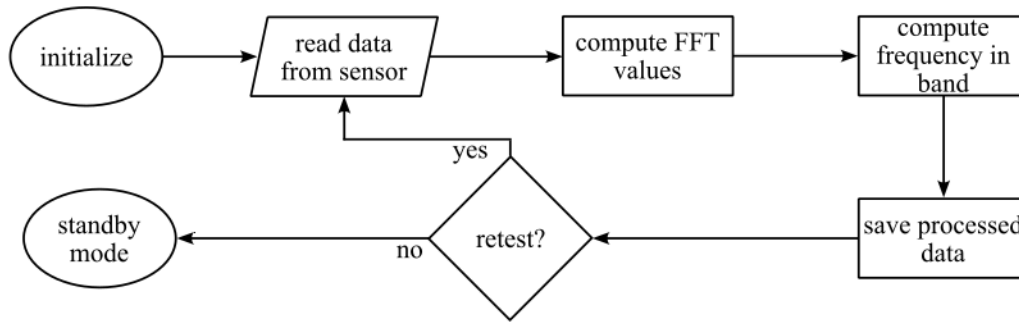 initialize
read data
from sensor
compute FFT
values
compute
frequency in
band
yes
save processed
data
retest?
no
standby
mode